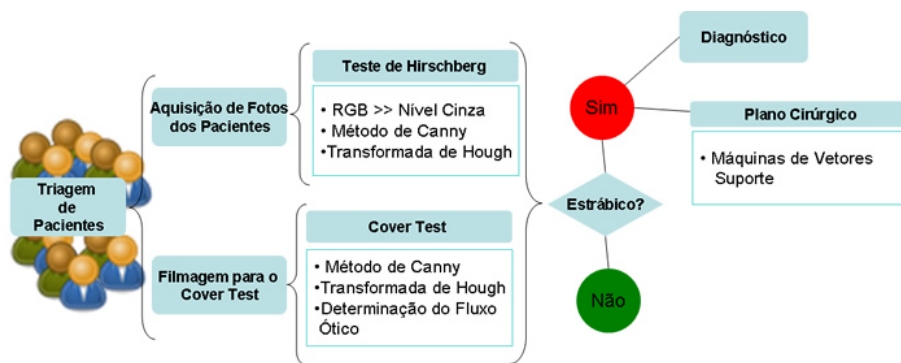 Triagem
de
Pacientes
Aquisição de Fotos
dos Pacientes
Teste de Hirschberg
• RGB >> Nível Cinza
• Método de Canny
•Transformada de Hough
Filmagem para o
Cover Test
Cover Test
• Método de Canny
•Transformada de Hough
•Determinação do Fluxo
Ótico
Estrábico?
Sim
Não
Diagnóstico
Plano Cirúrgico
• Máquinas de Vetores
Suporte